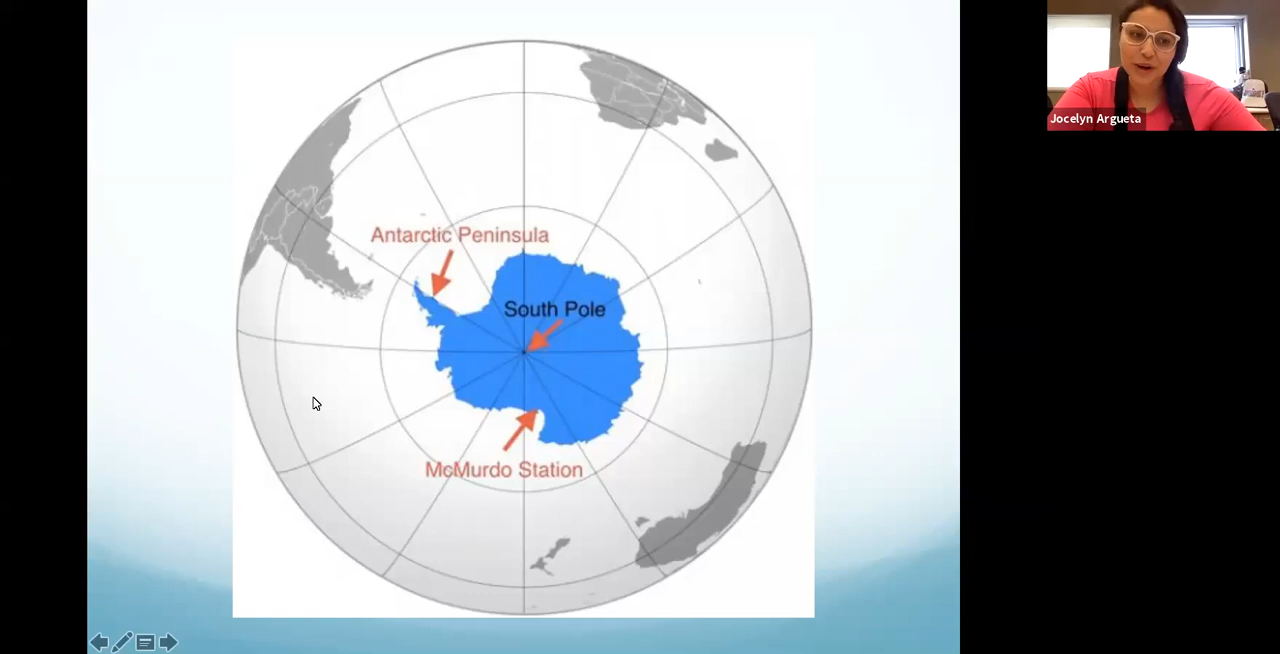 Antarctic Peninsula
South Pole
McMurdo Station
Jocelyn Argueta